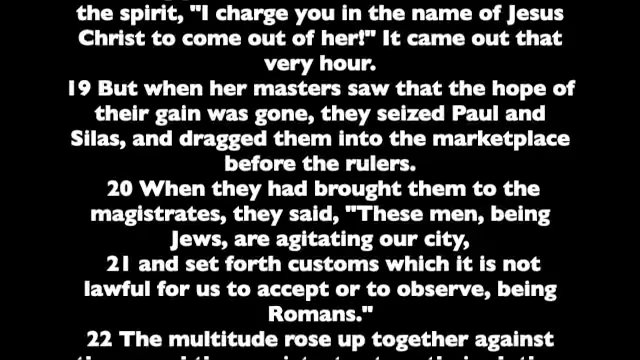 the spirit, "I charge you in the name of Jesus
Christ to come out of her!" It came out that
very hour.
19 But when her masters saw that the hope of
their gain was gone, they seized Paul and
Silas, and dragged them into the marketplace
before the rulers.
20 When they had brought them to the
magistrates, they said, "These men, being
Jews, are agitating our city,
21 and set forth customs which it is not
lawful for us to accept or to observe, being
Romans."
22 The multitude rose up together against